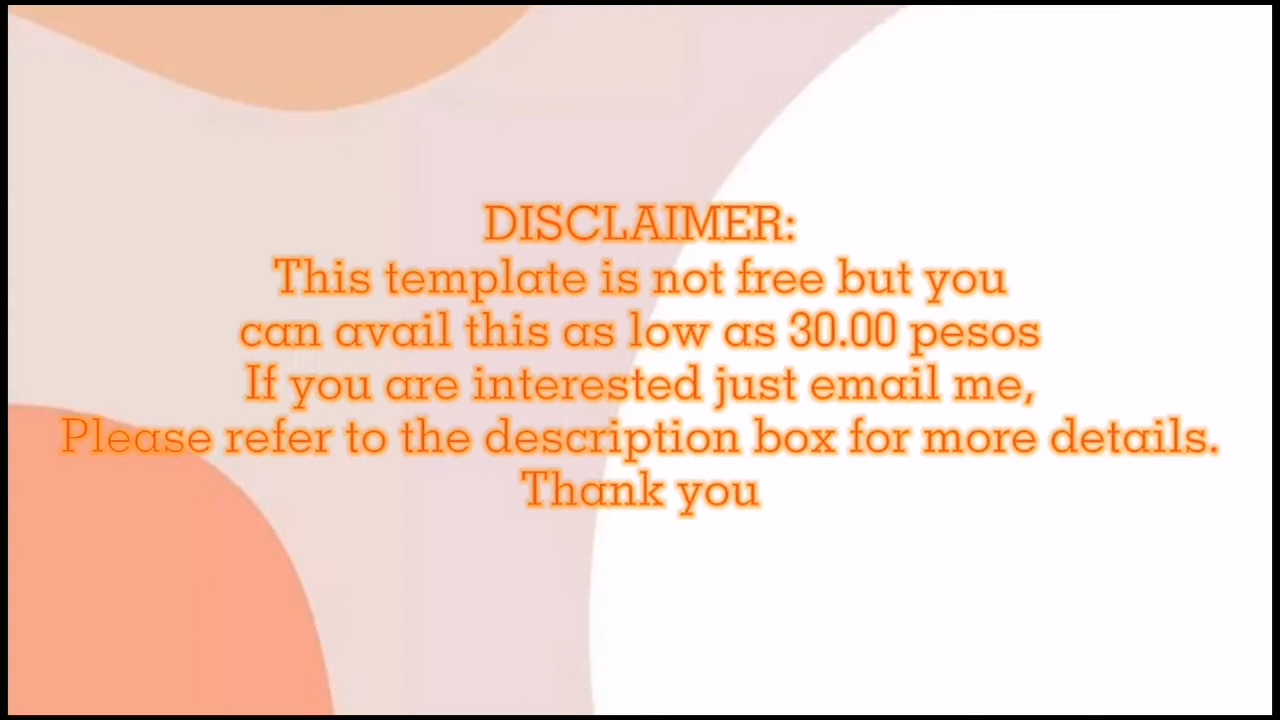 DISCLAIMER:
This template is not free but you
can avail this as low as 30.00 pesos
If you are interested just email me,
Please refer to the description box for more details.
Thank you